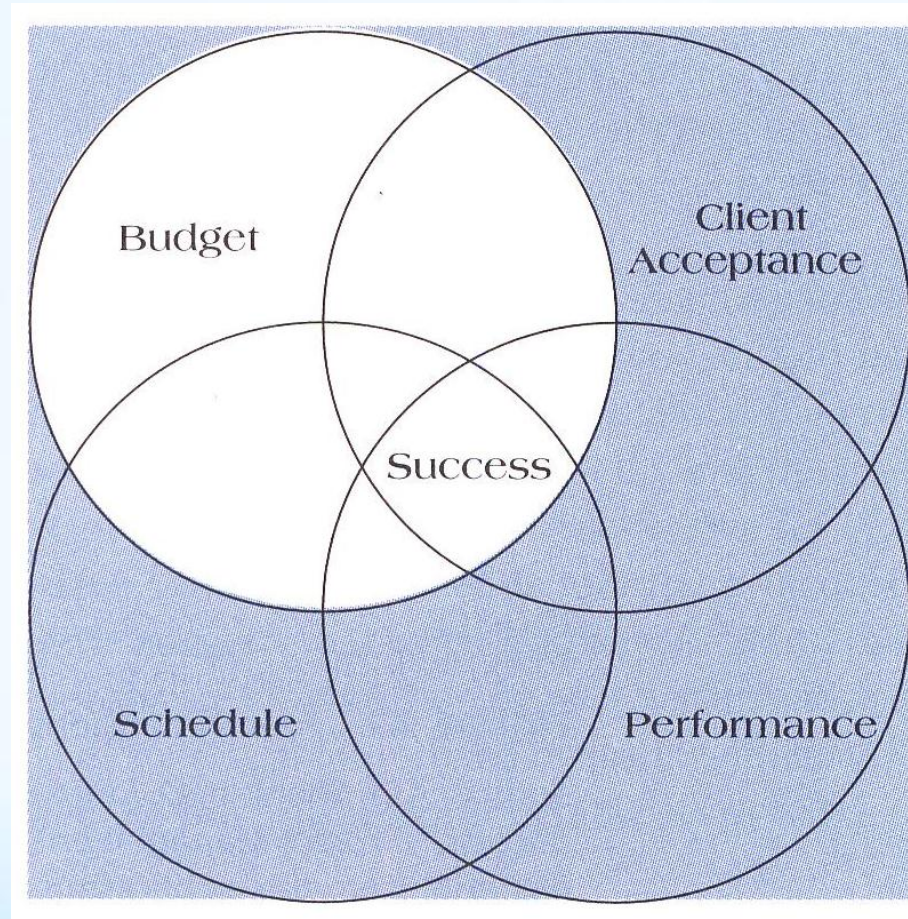 Budget
Client
Acceptance
Success
Schedule
Performance